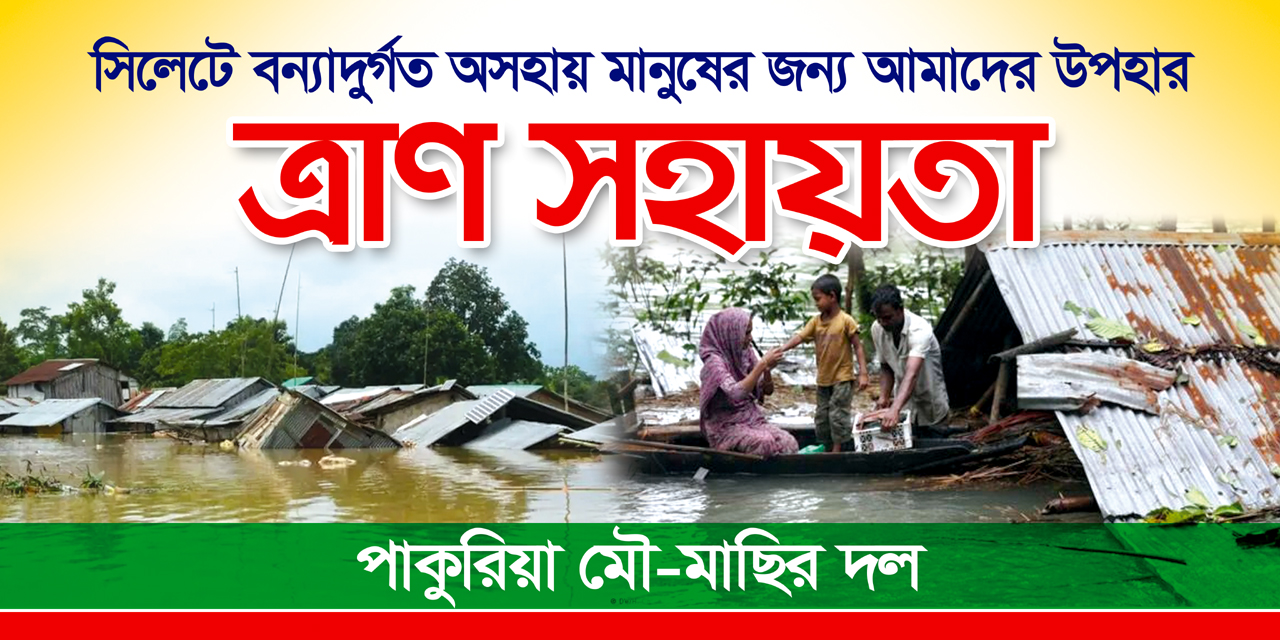 সিলেটে বন্যাদুর্গত অসহায় মানুষের জন্য আমাদের উপহার
ত্রাণ সহায়তা
পাকুরিয়া মৌ-মাছির দল